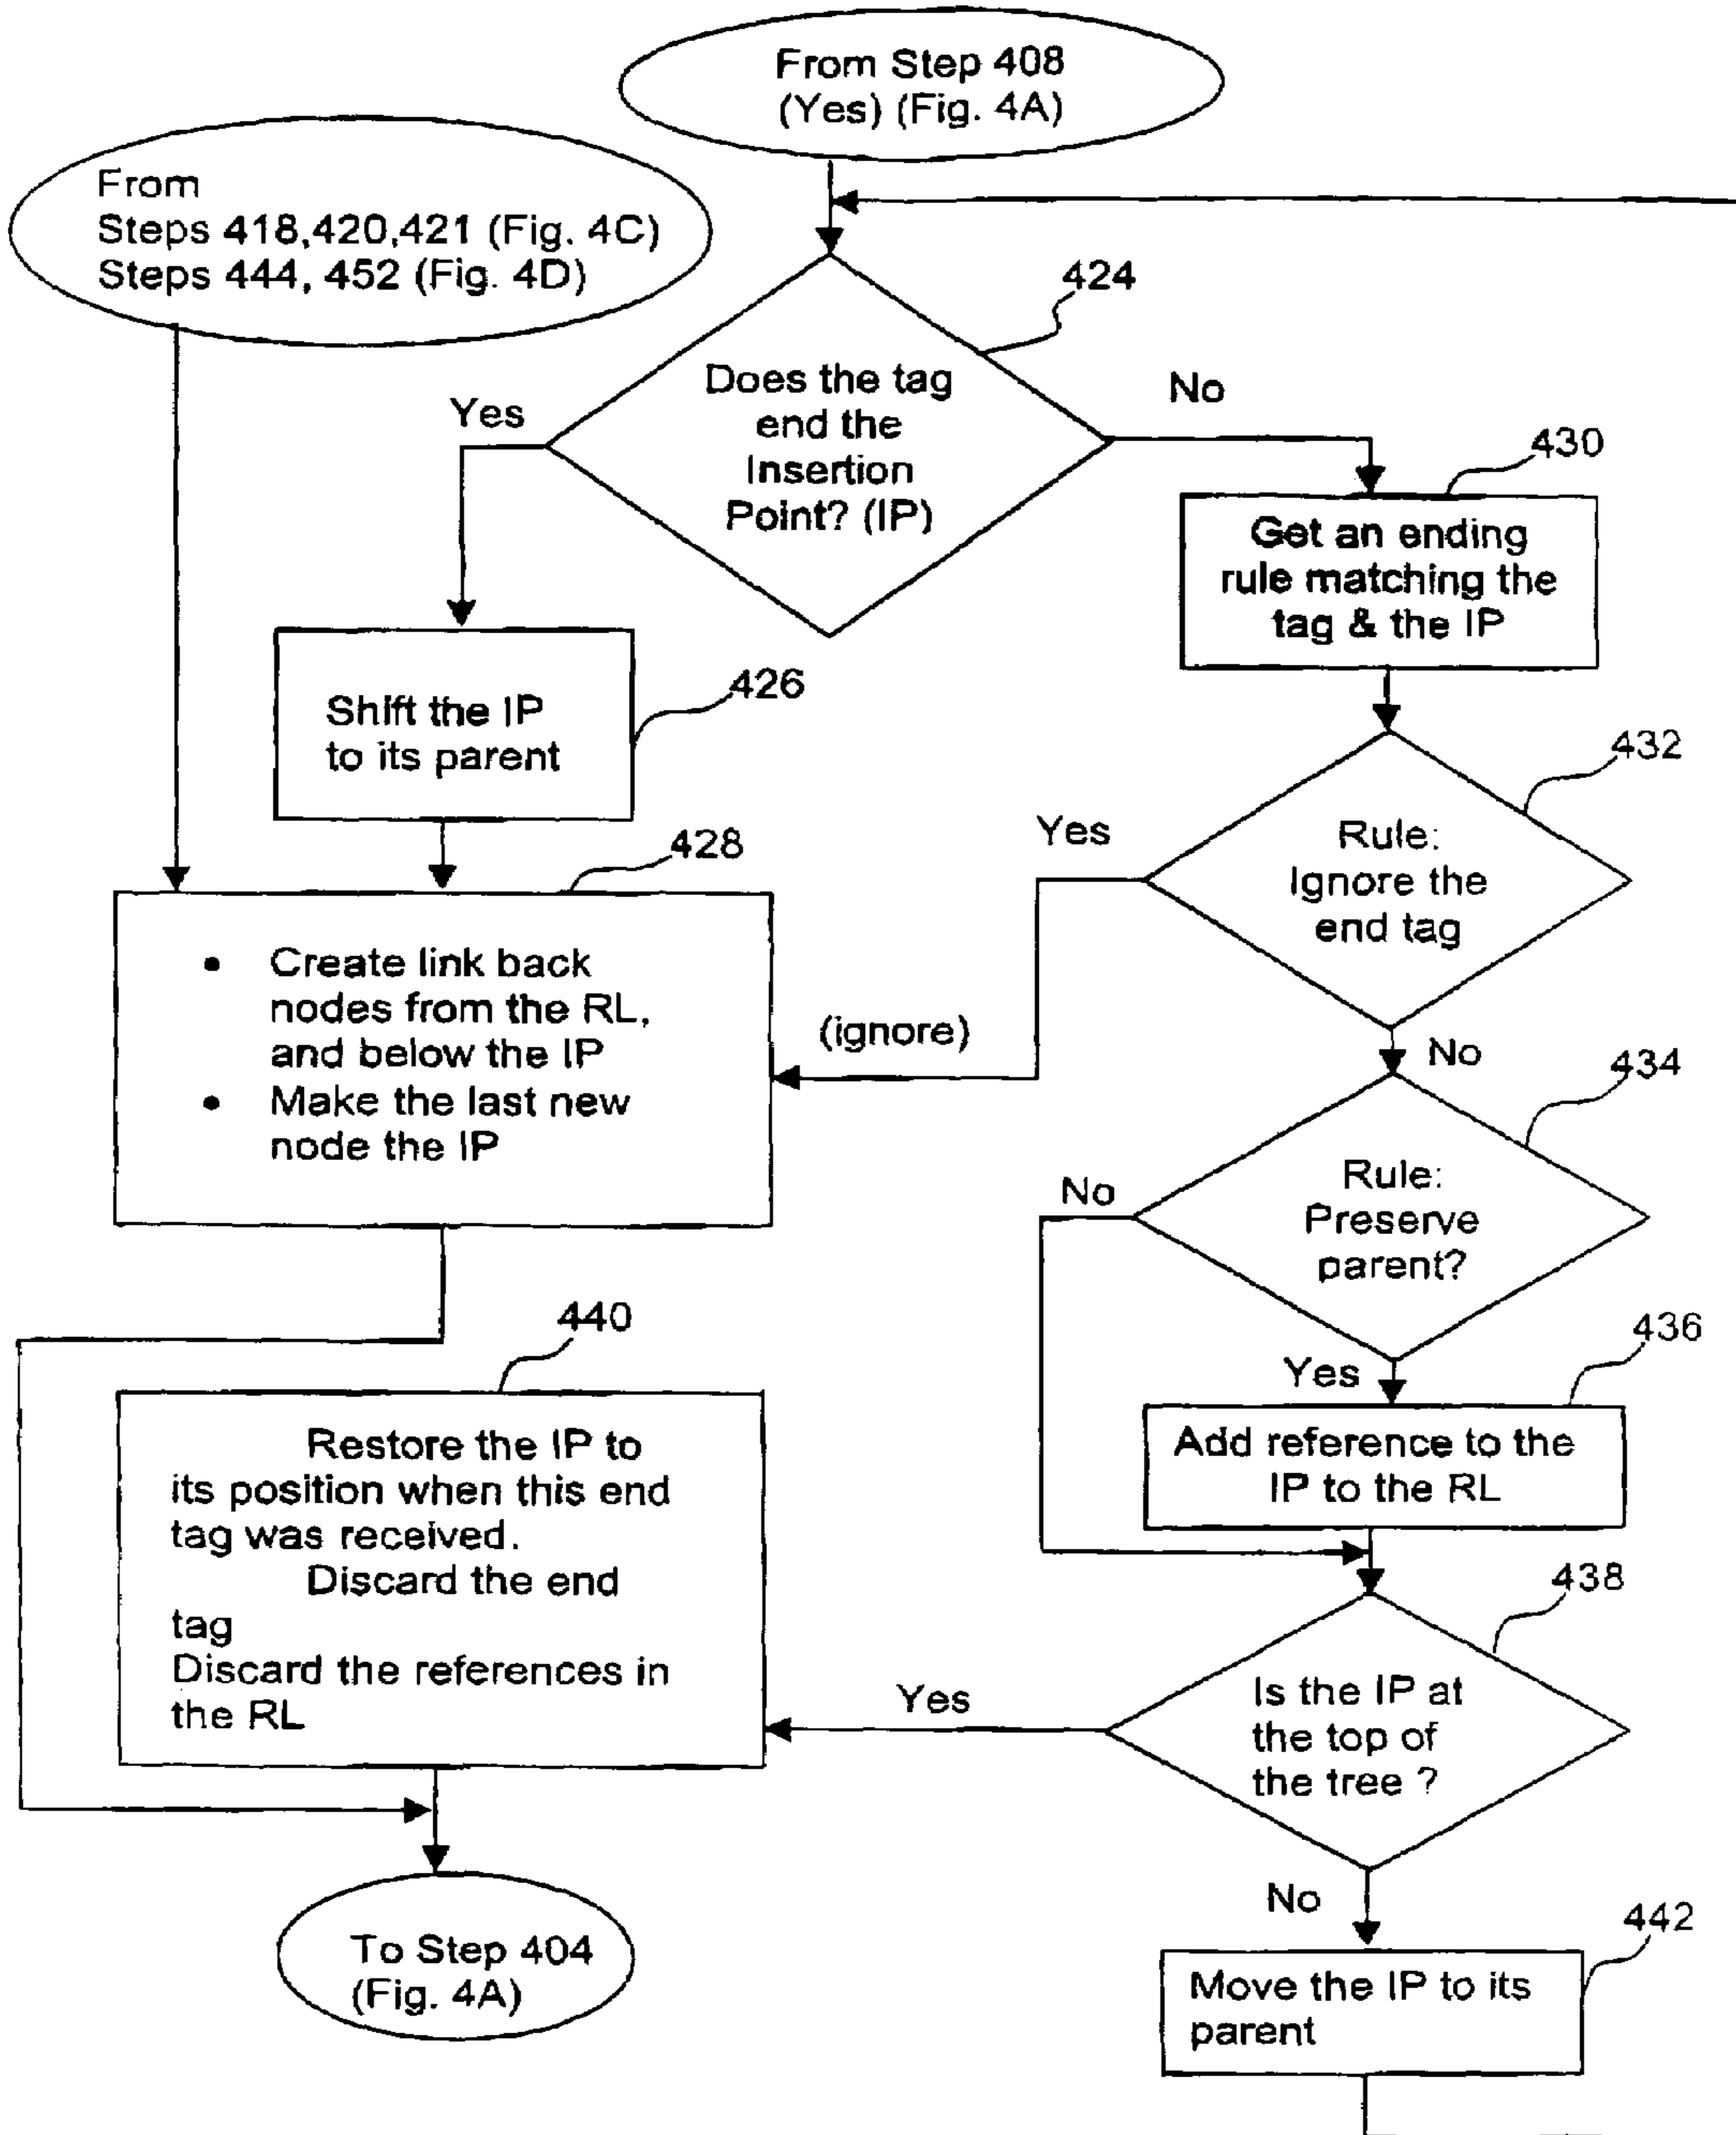 From Step 408
(Yes) (Fig. 4A)
From
Steps 418,420,421 (Fig. 4C)
Steps 444, 452 (Fig. 4D)
424
Does the tag
end the
Insertion
Point? (IP)
Yes
No
430
Get an ending
rule matching the
tag & the IP
426
Shift the IP
to its parent
432
Rule:
Ignore the
end tag
Yes
(ignore)
No
428
• Create link back
nodes from the RL,
and below the IP
• Make the last new
node the IP
434
Rule:
Preserve
parent?
No
Yes
436
Add reference to the
IP to the RL
440
Restore the IP to
its position when this end
tag was received.
Discard the end
tag
Discard the references in
the RL
438
Is the IP at
the top of
the tree ?
Yes
No
442
Move the IP to its
parent
To Step 404
(Fig. 4A)